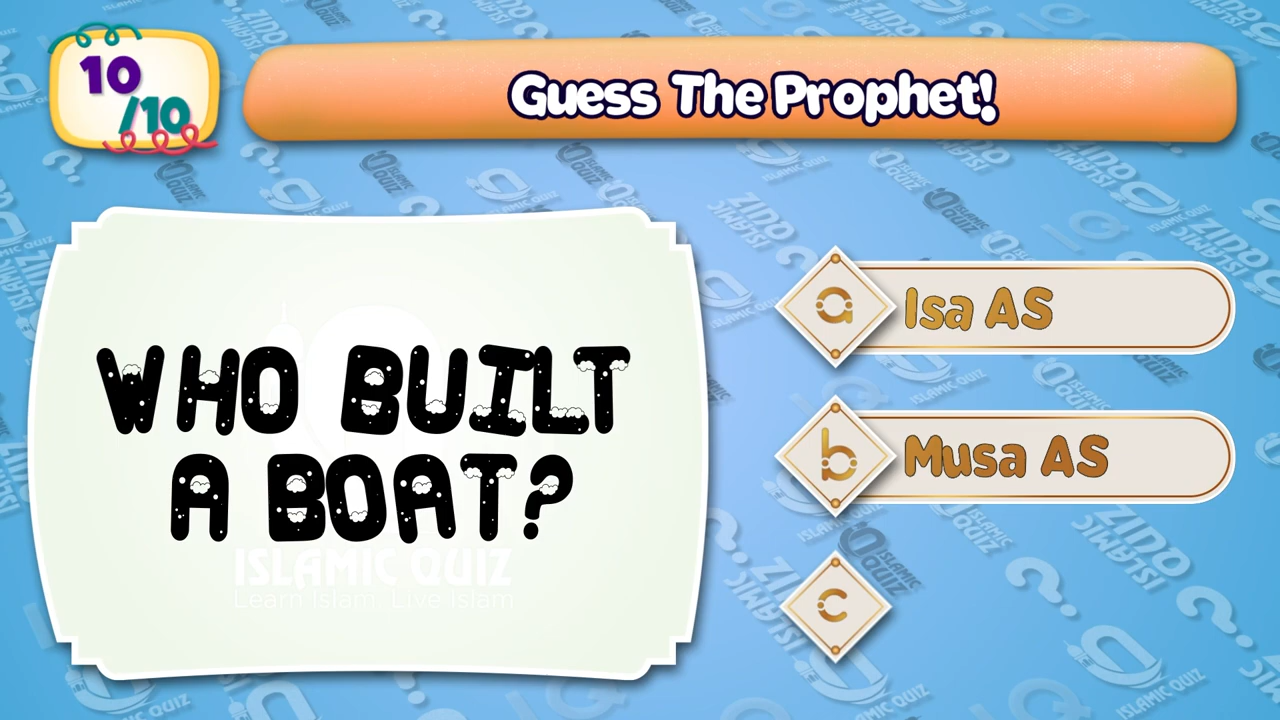 10
/10
Guess The Prophet!
WHO BUILT
A BOAT?
ISLAMIC QUIZ
Learn Islam, Live Islam
a
Isa AS
b
Musa AS
c